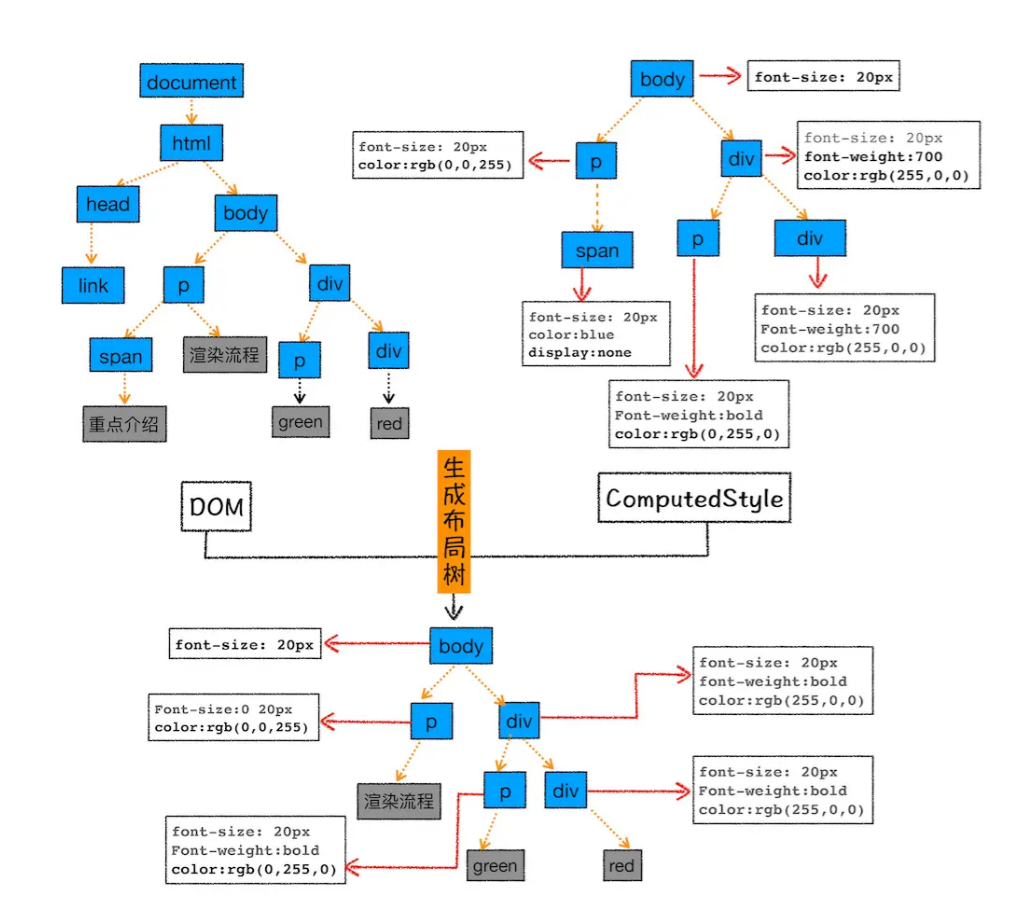 document
html
head
body
link
p
div
span
渲染流程
p
div
重点介绍
green
red
body
font-size: 20px
font-size: 20px
color:rgb(0,0,255)
p
div
font-size: 20px
font-weight:700
color:rgb(255,0,0)
span
p
div
font-size: 20px
color:blue
display:none
font-size: 20px
Font-weight:700
color:rgb(255,0,0)
font-size: 20px
Font-weight:bold
color:rgb(0,255,0)
DOM
生成布局树
ComputedStyle
font-size: 20px
body
font-size: 20px
font-weight:bold
color:rgb(255,0,0)
Font-size:0 20px
color:rgb(0,0,255)
p
div
渲染流程
p
div
font-size: 20px
Font-weight:bold
color:rgb(255,0,0)
font-size: 20px
Font-weight:bold
color:rgb(0,255,0)
green
red